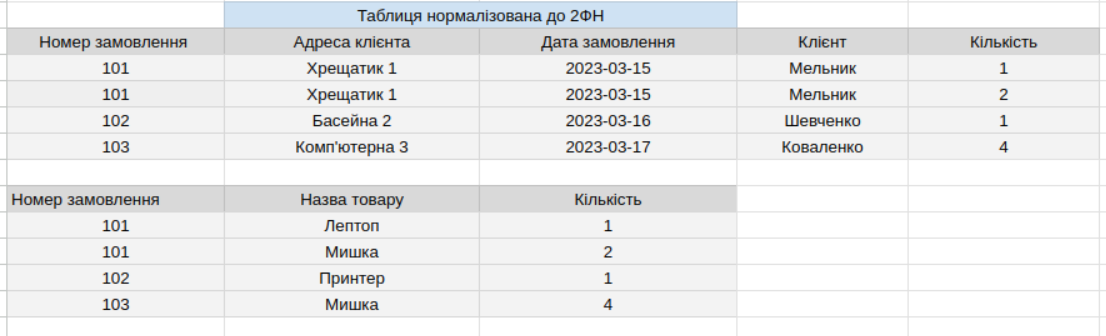 Таблиця нормалізована до 2ФН
Номер замовлення Адреса клієнта Дата замовлення Клієнт Кількість
101 Хрещатик 1 2023-03-15 Мельник 1
101 Хрещатик 1 2023-03-15 Мельник 2
102 Басейна 2 2023-03-16 Шевченко 1
103 Комп'ютерна 3 2023-03-17 Коваленко 4
Номер замовлення Назва товару Кількість
101 Лептоп 1
101 Мишка 2
102 Принтер 1
103 Мишка 4